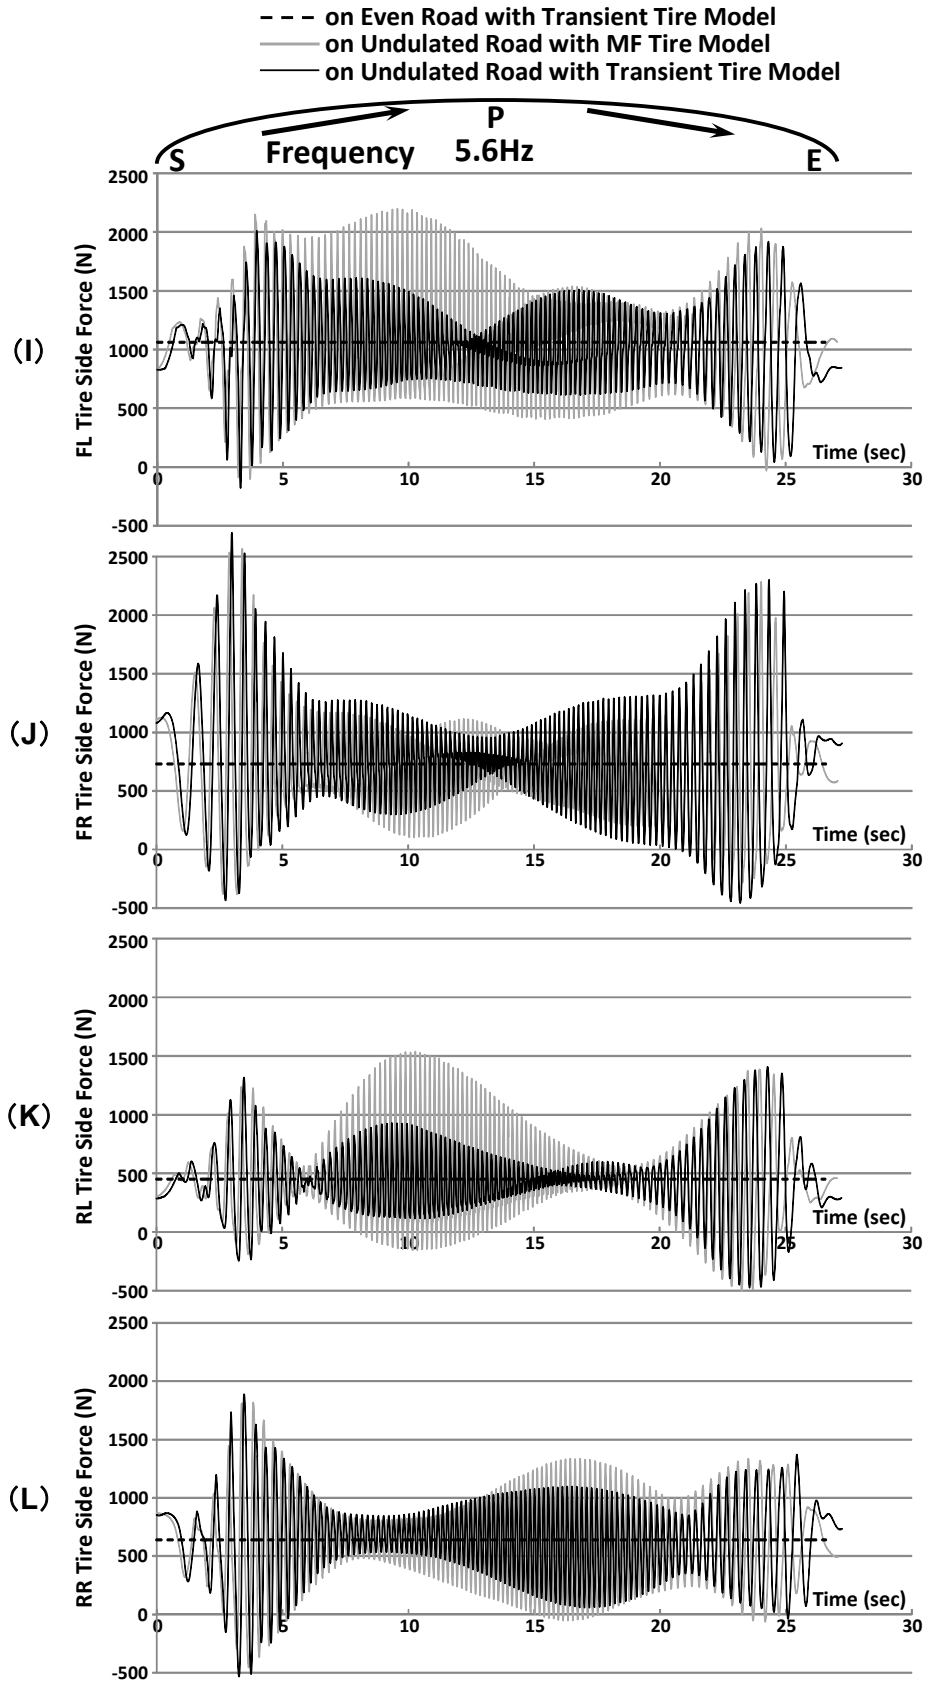 on Even Road with Transient Tire Model
on Undulated Road with MF Tire Model
on Undulated Road with Transient Tire Model
P
S
Frequency
5.6Hz
E
(I)
FL Tire Side Force (N)
2500
2000
1500
1000
500
0
-500
0 5 10 15 20 25 30
Time (sec)
(J)
FR Tire Side Force (N)
2500
2000
1500
1000
500
0
-500
0 5 10 15 20 25 30
Time (sec)
(K)
RL Tire Side Force (N)
2500
2000
1500
1000
500
0
-500
0 5 10 15 20 25 30
Time (sec)
(L)
RR Tire Side Force (N)
2500
2000
1500
1000
500
0
-500
0 5 10 15 20 25 30
Time (sec)